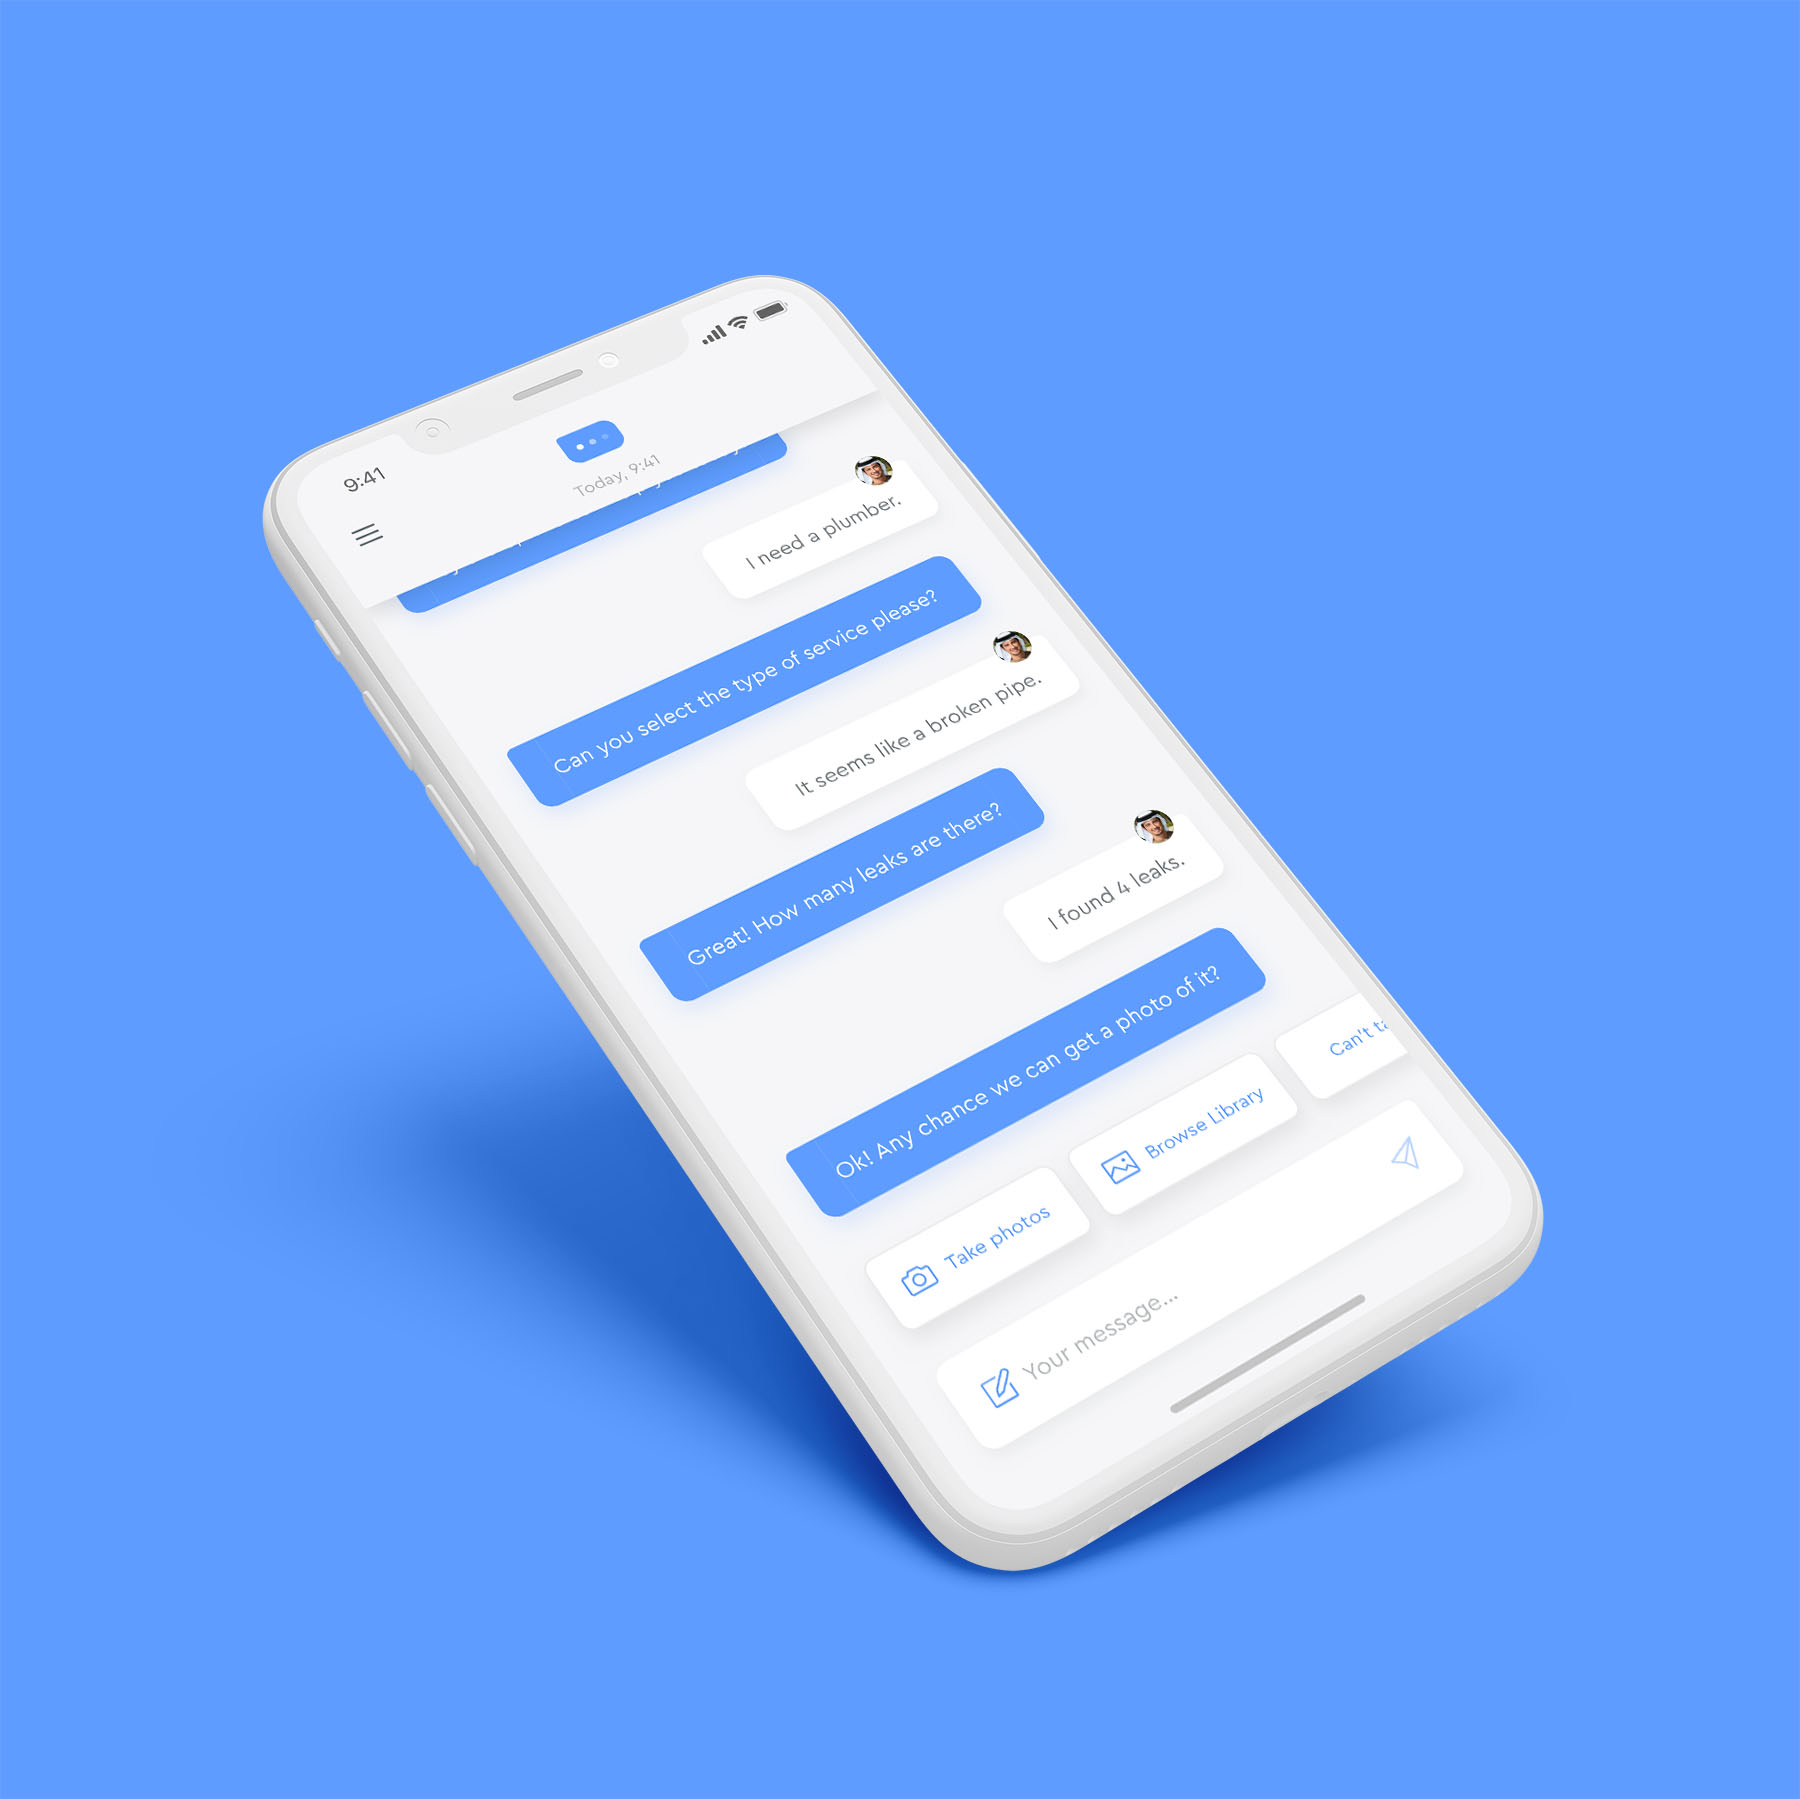 9:41
Today, 9:41
I need a plumber.
Can you select the type of service please?
It seems like a broken pipe.
Great! How many leaks are there?
I found 4 leaks.
Ok! Any chance we can get a photo of it?
Take photos
Browse Library
Can't
Your message...